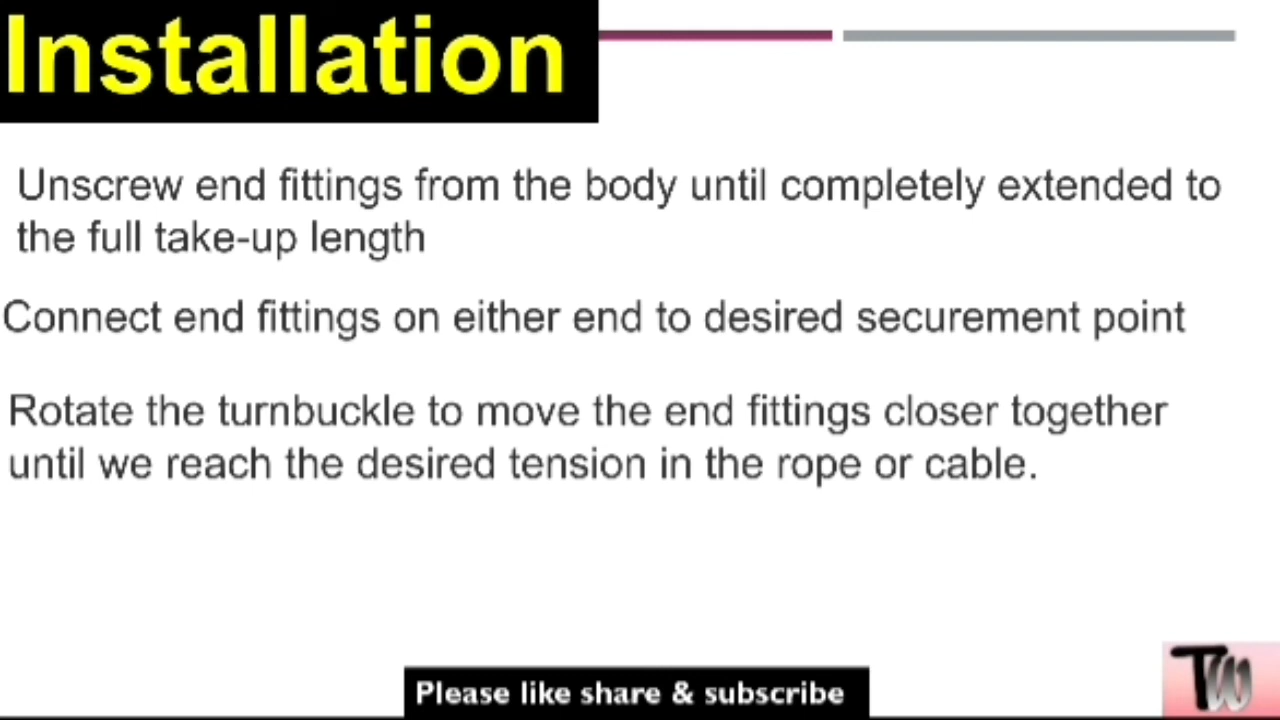 Installation
Unscrew end fittings from the body until completely extended to
the full take-up length
Connect end fittings on either end to desired securement point
Rotate the turnbuckle to move the end fittings closer together
until we reach the desired tension in the rope or cable.
Please like share & subscribe
TW